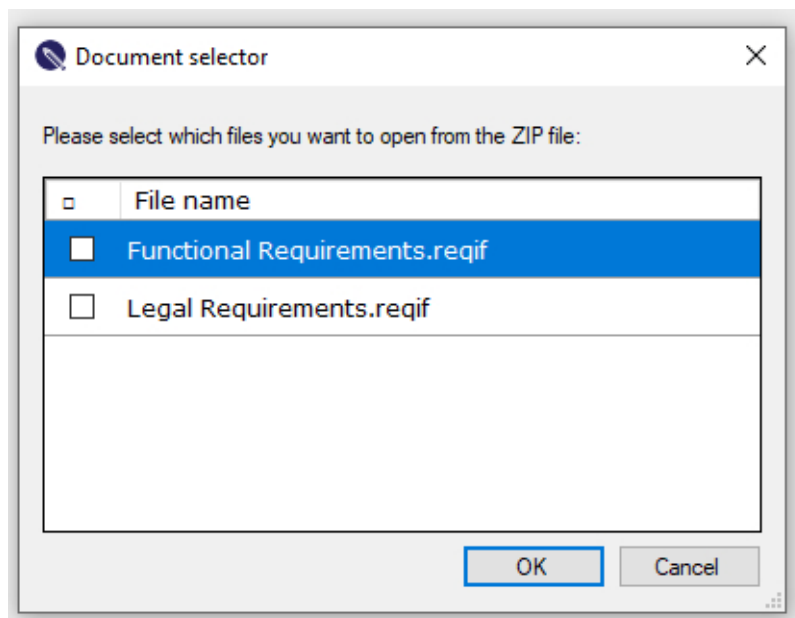 Document selector
Please select which files you want to open from the ZIP file:
File name
Functional Requirements.reqif
Legal Requirements.reqif
OK Cancel